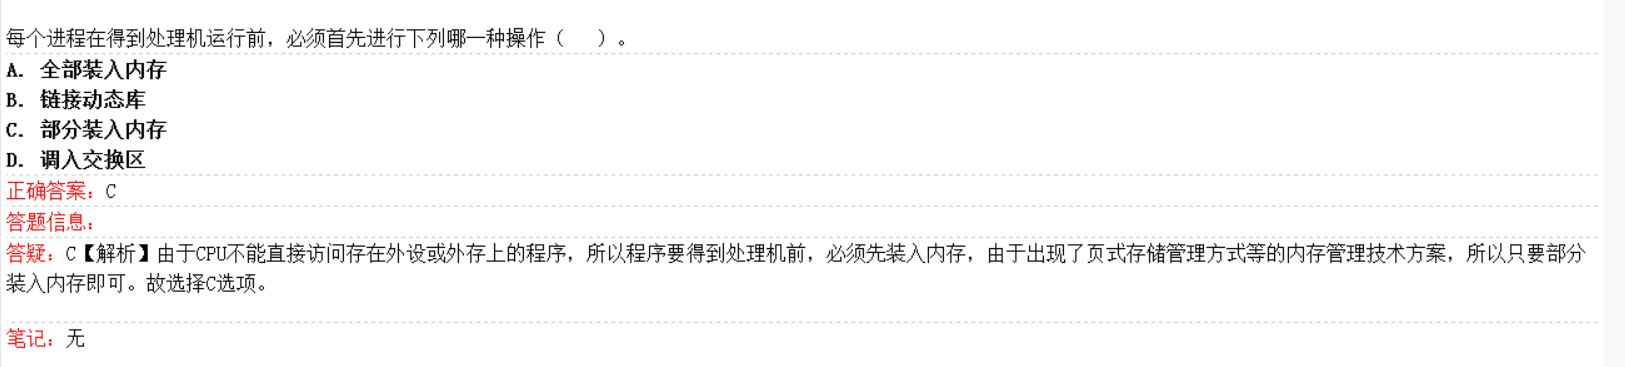 每个进程在得到处理机运行前，必须首先进行下列哪一种操作（　）。
A. 全部装入内存
B. 链接动态库
C. 部分装入内存
D. 调入交换区
正确答案：C
答题信息：
答疑：C【解析】由于CPU不能直接访问存在外设或外存上的程序，所以程序要得到处理机前，必须先装入内存，由于出现了页式存储管理方式等的内存管理技术方案，所以只要部分
装入内存即可。故选择C选项。
笔记：无